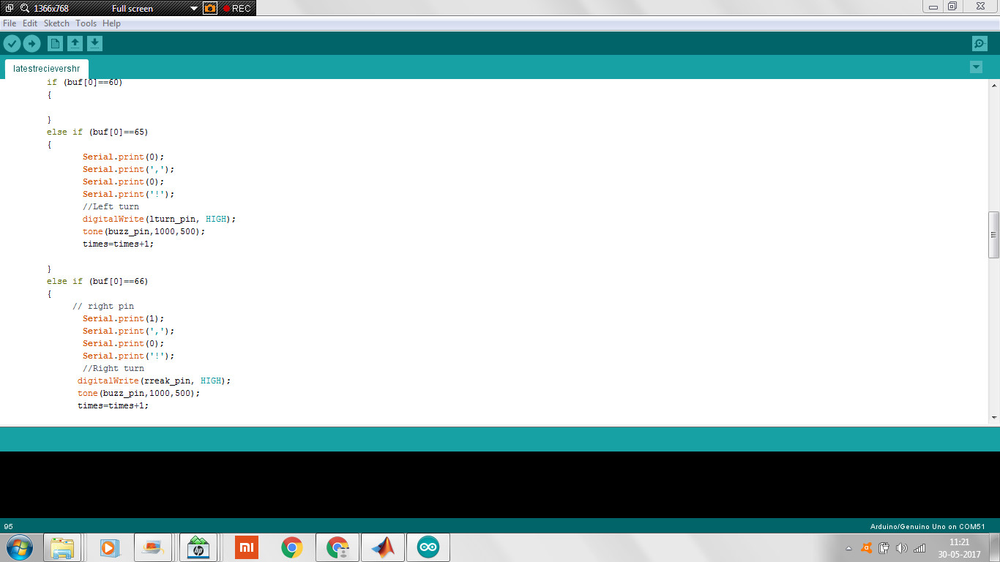 1366x768 Full screen REC
File Edit Sketch Tools Help
latestrecievershr
if (buf[0]==60)
{
}
else if (buf[0]==65)
{
Serial.print(0);
Serial.print(',');
Serial.print(0);
Serial.print('!');
//Left turn
digitalWrite(lturn_pin, HIGH);
tone(buzz_pin,1000,500);
times=times+1;
}
else if (buf[0]==66)
{
// right pin
Serial.print(1);
Serial.print(',');
Serial.print(0);
Serial.print('!');
//Right turn
digitalWrite(rreak_pin, HIGH);
tone(buzz_pin,1000,500);
times=times+1;
95 Arduino/Genuino Uno on COM51
hp
mi
11:21
30-05-2017